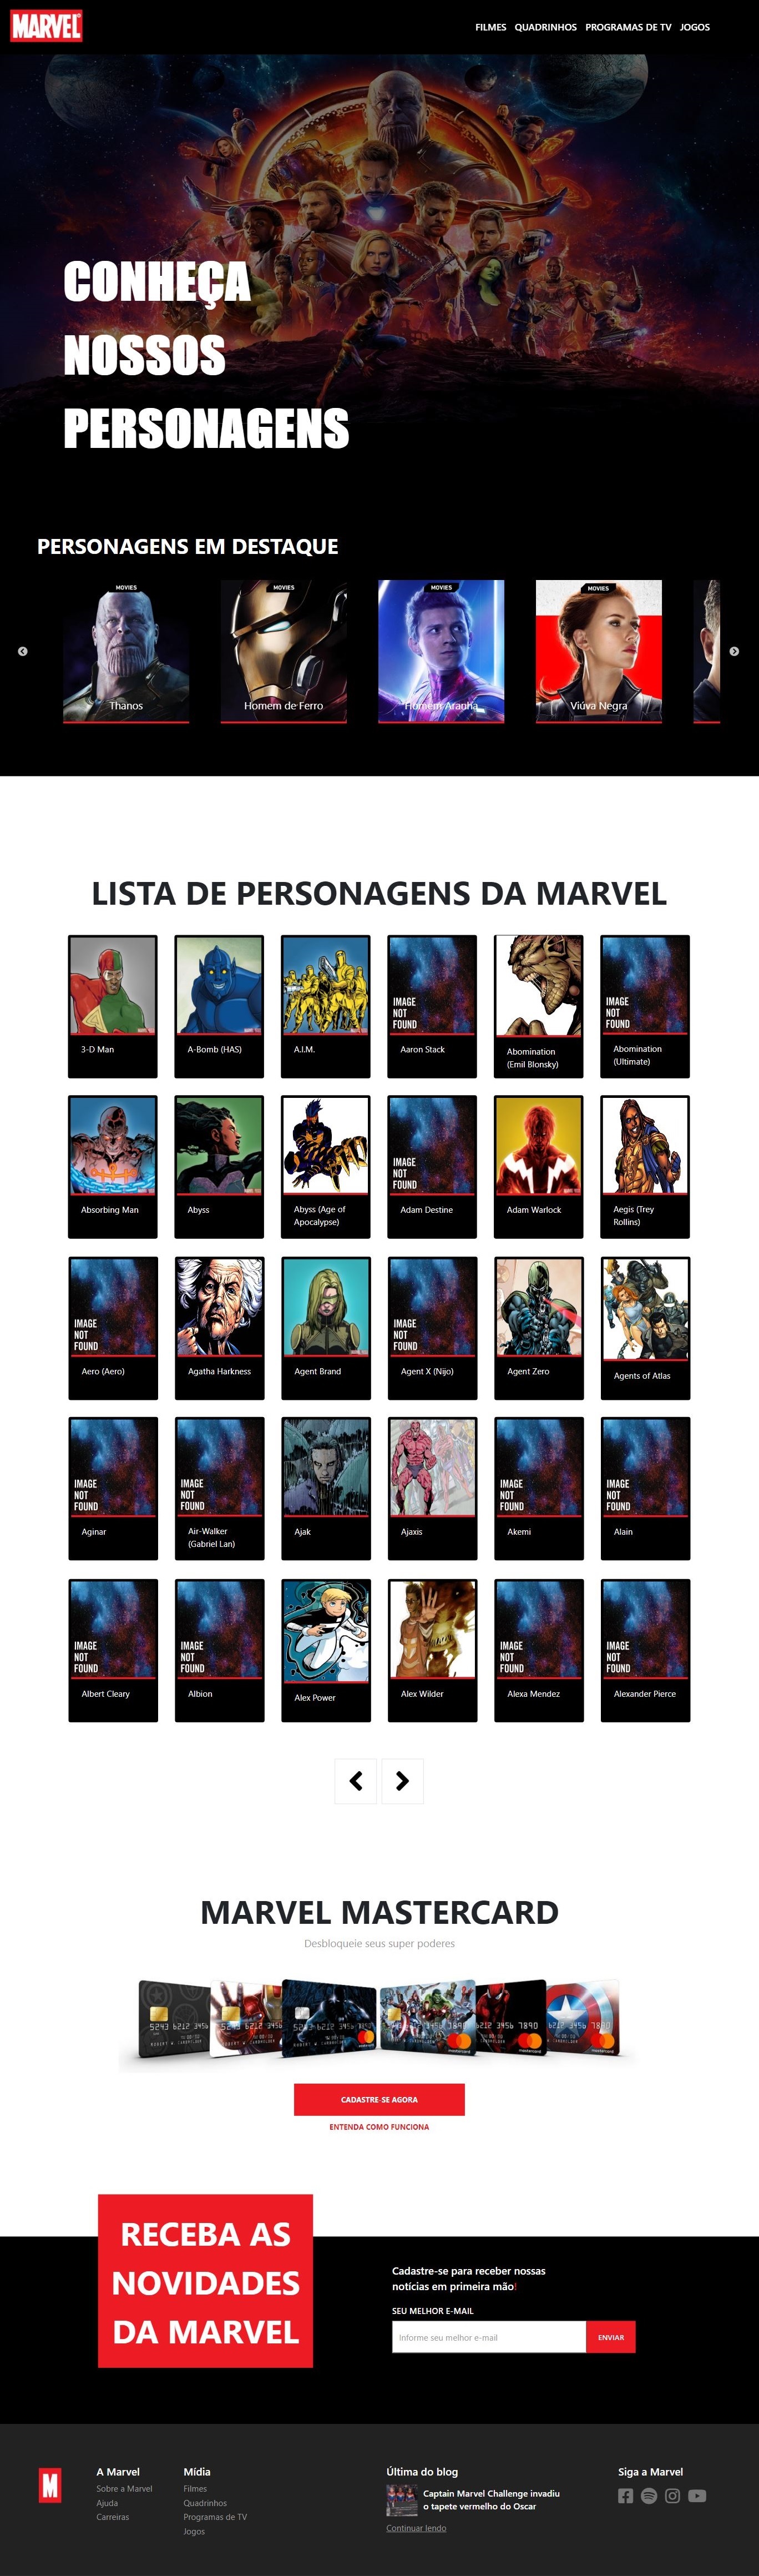 MARVEL
FILMES QUADRINHOS PROGRAMAS DE TV JOGOS
CONHEÇA
NOSSOS
PERSONAGENS
PERSONAGENS EM DESTAQUE
MOVIES MOVIES MOVIES MOVIES
Thanos Homem de Ferro Homem Aranha Viúva Negra
LISTA DE PERSONAGENS DA MARVEL
IMAGE
NOT
FOUND
IMAGE
NOT
FOUND
3-D Man
A-Bomb (HAS)
A.I.M.
Aaron Stack
Abomination
(Emil Blonsky)
Abomination
(Ultimate)
IMAGE
NOT
FOUND
Absorbing Man
Abyss
Abyss (Age of
Apocalypse)
Adam Destine
Adam Warlock
Aegis (Trey
Rollins)
IMAGE
NOT
FOUND
IMAGE
NOT
FOUND
Aero (Aero)
Agatha Harkness
Agent Brand
Agent X (Nijo)
Agent Zero
Agents of Atlas
IMAGE
NOT
FOUND
IMAGE
NOT
FOUND
IMAGE
NOT
FOUND
IMAGE
NOT
FOUND
Aginar
Air-Walker
(Gabriel Lan)
Ajak
Ajaxis
Akemi
Alain
IMAGE
NOT
FOUND
IMAGE
NOT
FOUND
IMAGE
NOT
FOUND
IMAGE
NOT
FOUND
Albert Cleary
Albion
Alex Power
Alex Wilder
Alexa Mendez
Alexander Pierce
MARVEL MASTERCARD
Desbloqueie seus super poderes
CADASTRE-SE AGORA
ENTENDA COMO FUNCIONA
RECEBA AS
NOVIDADES
DA MARVEL
Cadastre-se para receber nossas
notícias em primeira mão!
SEU MELHOR E-MAIL
Informe seu melhor e-mail
ENVIAR
M
A Marvel
Sobre a Marvel
Ajuda
Carreiras
Mídia
Filmes
Quadrinhos
Programas de TV
Jogos
Última do blog
Captain Marvel Challenge invadiu
o tapete vermelho do Oscar
Continuar lendo
Siga a Marvel